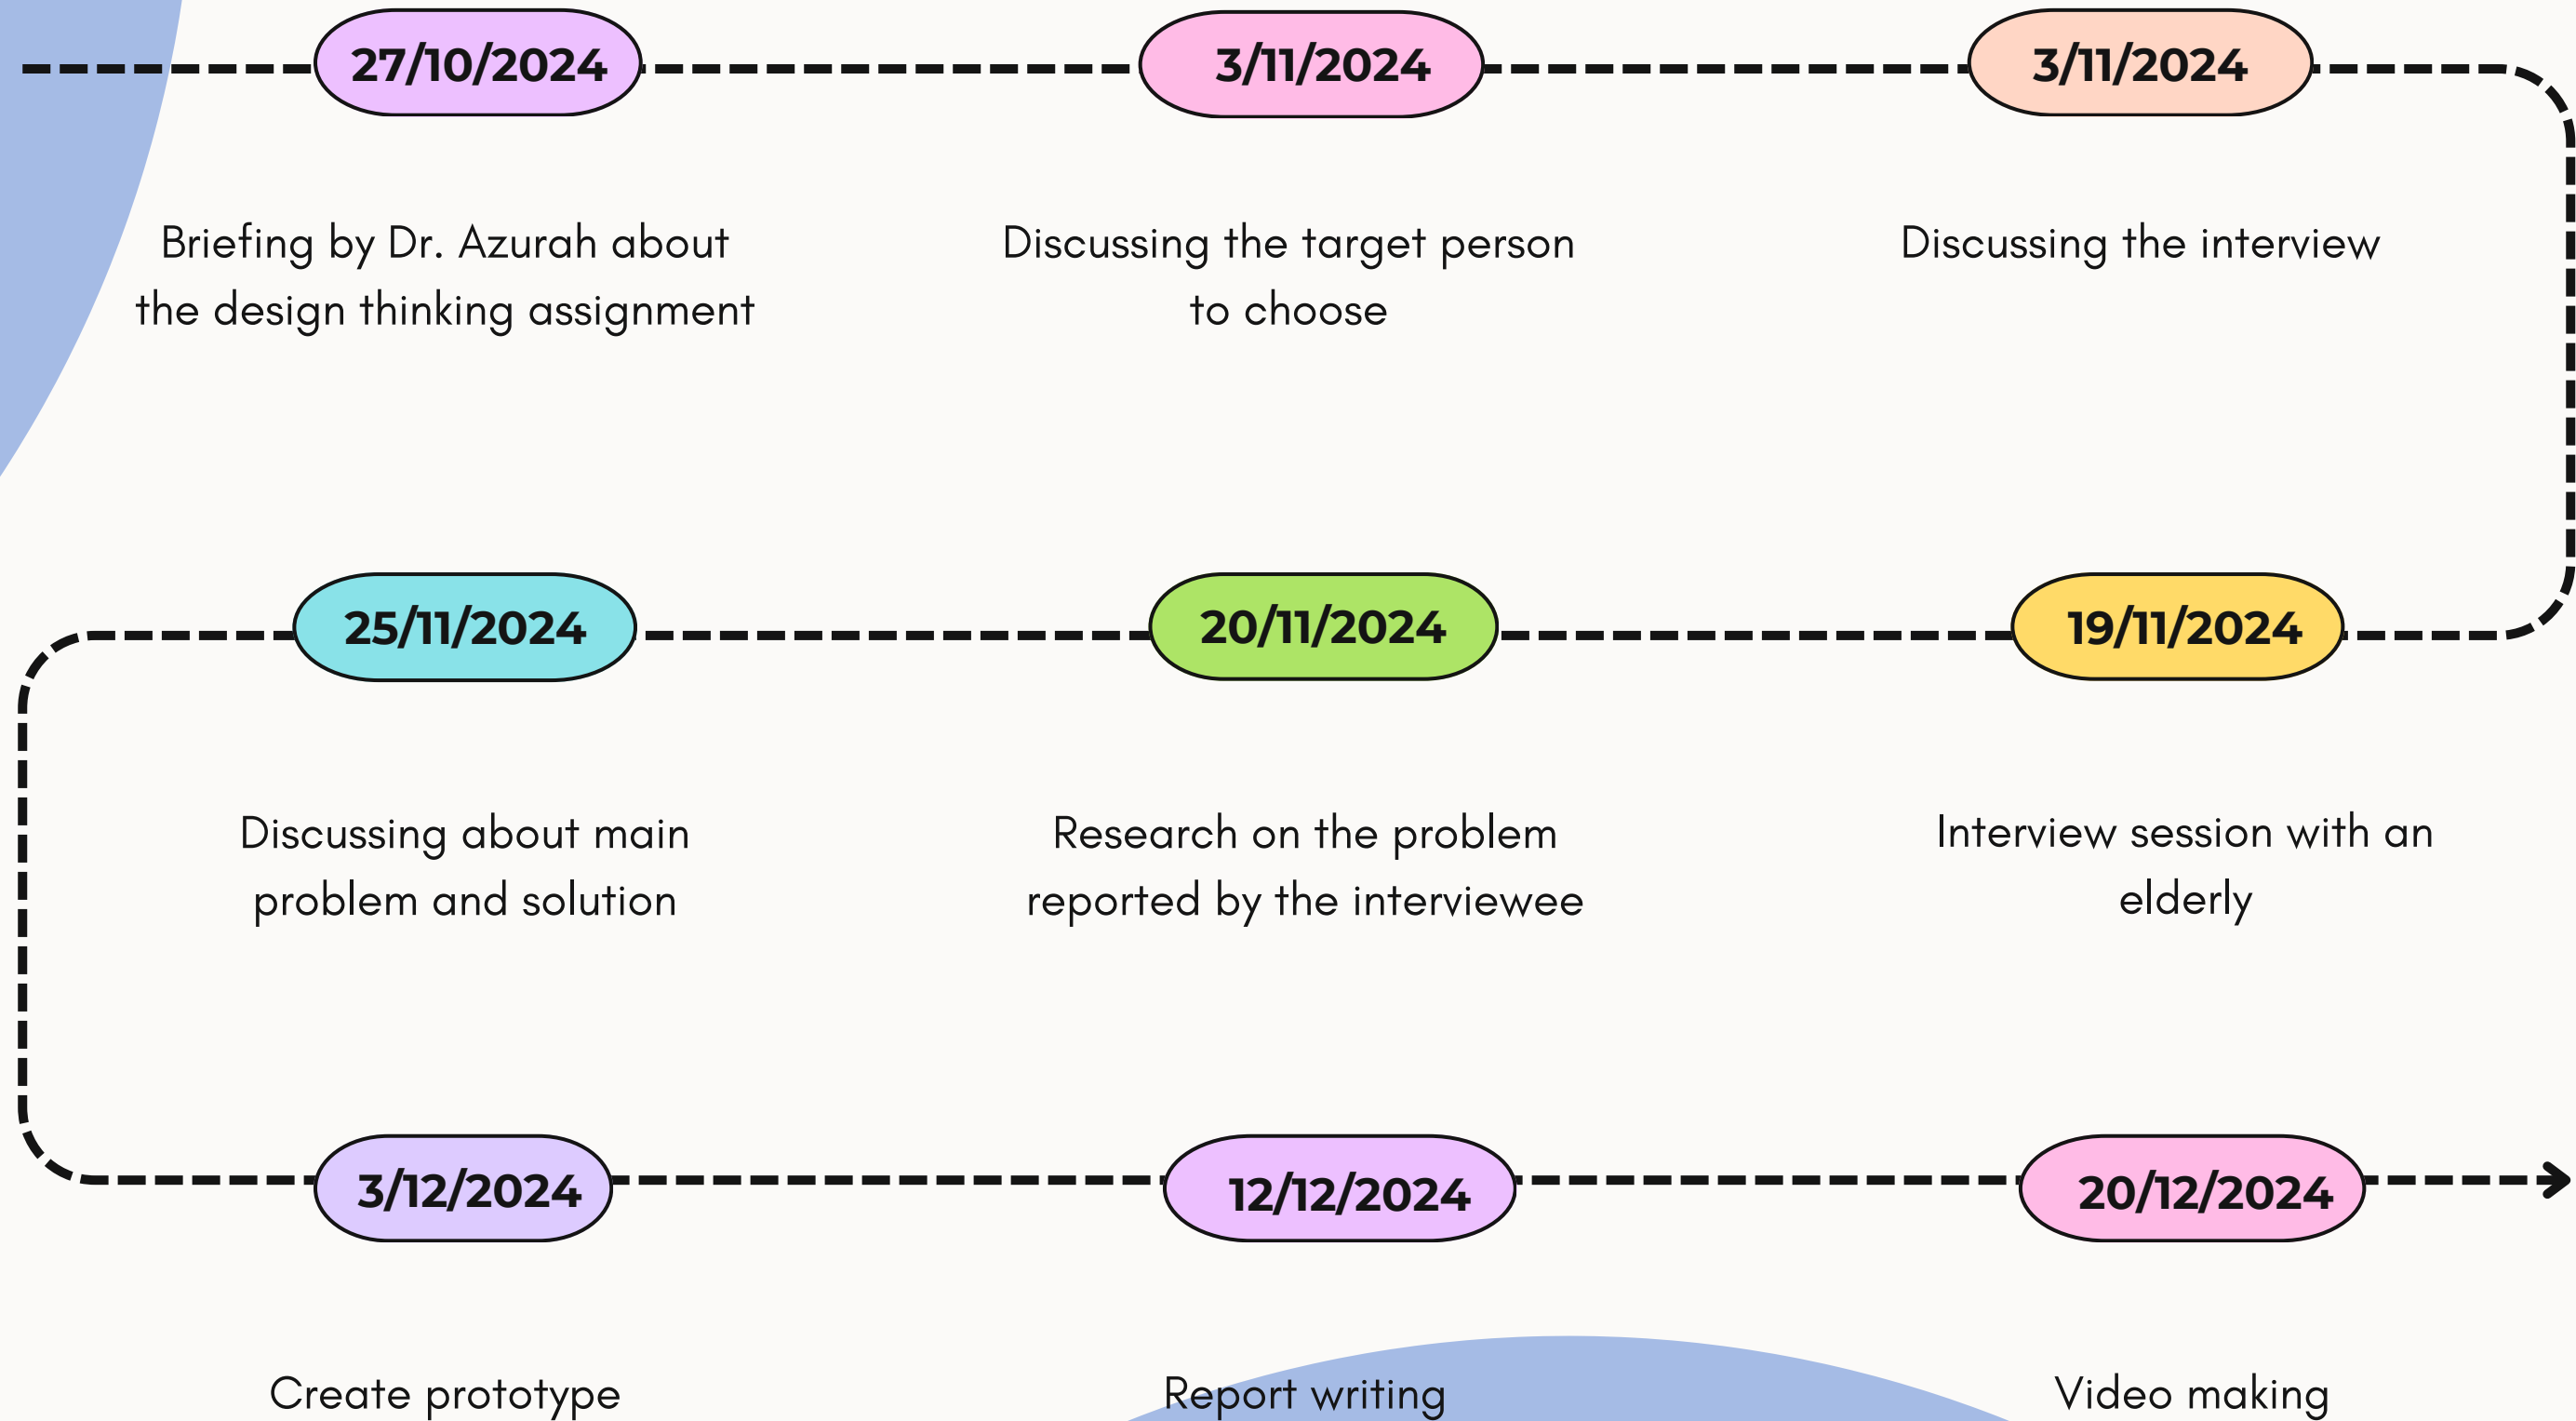 27/10/2024
3/11/2024
3/11/2024
Briefing by Dr. Azurah about
the design thinking assignment
Discussing the target person
to choose
Discussing the interview
25/11/2024
20/11/2024
19/11/2024
Discussing about main
problem and solution
Research on the problem
reported by the interviewee
Interview session with an
elderly
3/12/2024
12/12/2024
20/12/2024
Create prototype
Report writing
Video making